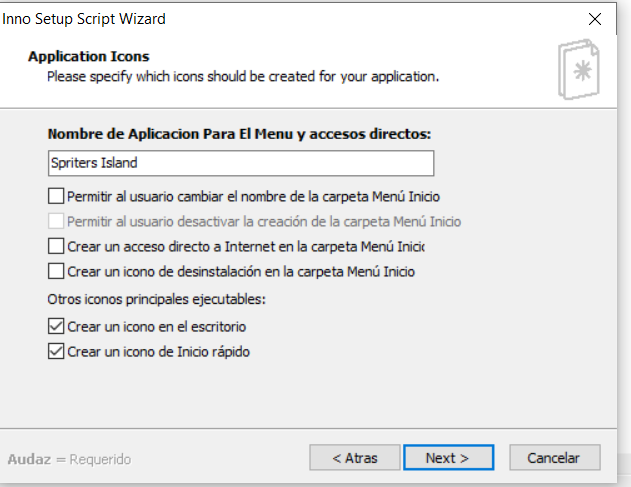 Inno Setup Script Wizard
Application Icons
Please specify which icons should be created for your application.
Nombre de Aplicacion Para El Menu y accesos directos:
Spriters Island
Permitir al usuario cambiar el nombre de la carpeta Menú Inicio
Permitir al usuario desactivar la creación de la carpeta Menú Inicio
Crear un acceso directo a Internet en la carpeta Menú Inici
Crear un icono de desinstalación en la carpeta Menú Inicio
Otros iconos principales ejecutables:
Crear un icono en el escritorio
Crear un icono de Inicio rápido
Audaz = Requerido
< Atras
Next >
Cancelar